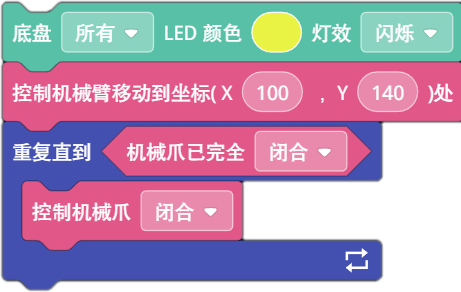 底盘 所有 LED 颜色 灯效 闪烁
控制机械臂移动到坐标( X 100 , Y 140 )处
重复直到 机械爪已完全 闭合
控制机械爪 闭合